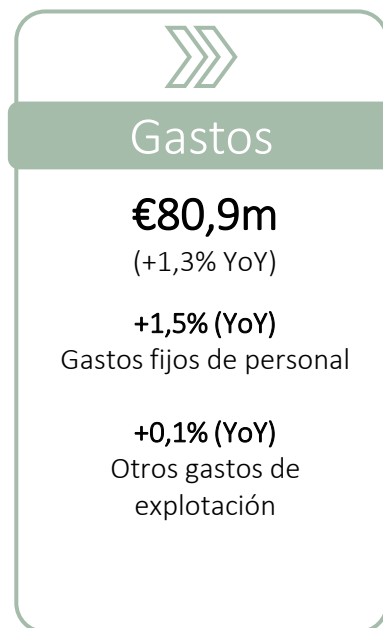 Gastos
€80,9m
(+1,3% YoY)
+1,5% (YoY)
Gastos fijos de personal
+0,1% (YoY)
Otros gastos de
explotación